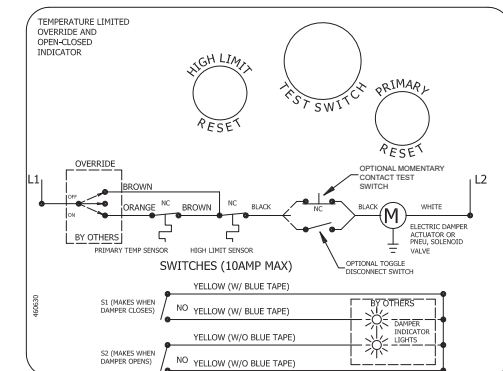 TEMPERATURE LIMITED
OVERRIDE AND
OPEN-CLOSED
INDICATOR
HIGH LIMIT
RESET
TEST SWITCH
PRIMARY
RESET
OVERRIDE
L1
OFF
ON
BY OTHERS
BROWN
ORANGE
NC
BROWN
NC
BLACK
PRIMARY TEMP SENSOR
HIGH LIMIT SENSOR
OPTIONAL MOMENTARY
CONTACT TEST
SWITCH
NC
BLACK
M
WHITE
L2
ELECTRIC DAMPER
ACTUATOR OR
PNEU, SOLENOID
VALVE
OPTIONAL TOGGLE
DISCONNECT SWITCH
SWITCHES (10AMP MAX)
460630
S1 (MAKES WHEN
DAMPER CLOSES)
YELLOW (W/ BLUE TAPE)
NO
YELLOW (W/ BLUE TAPE)
S2 (MAKES WHEN
DAMPER OPENS)
YELLOW (W/O BLUE TAPE)
NO
YELLOW (W/O BLUE TAPE)
BY OTHERS
DAMPER
INDICATOR
LIGHTS